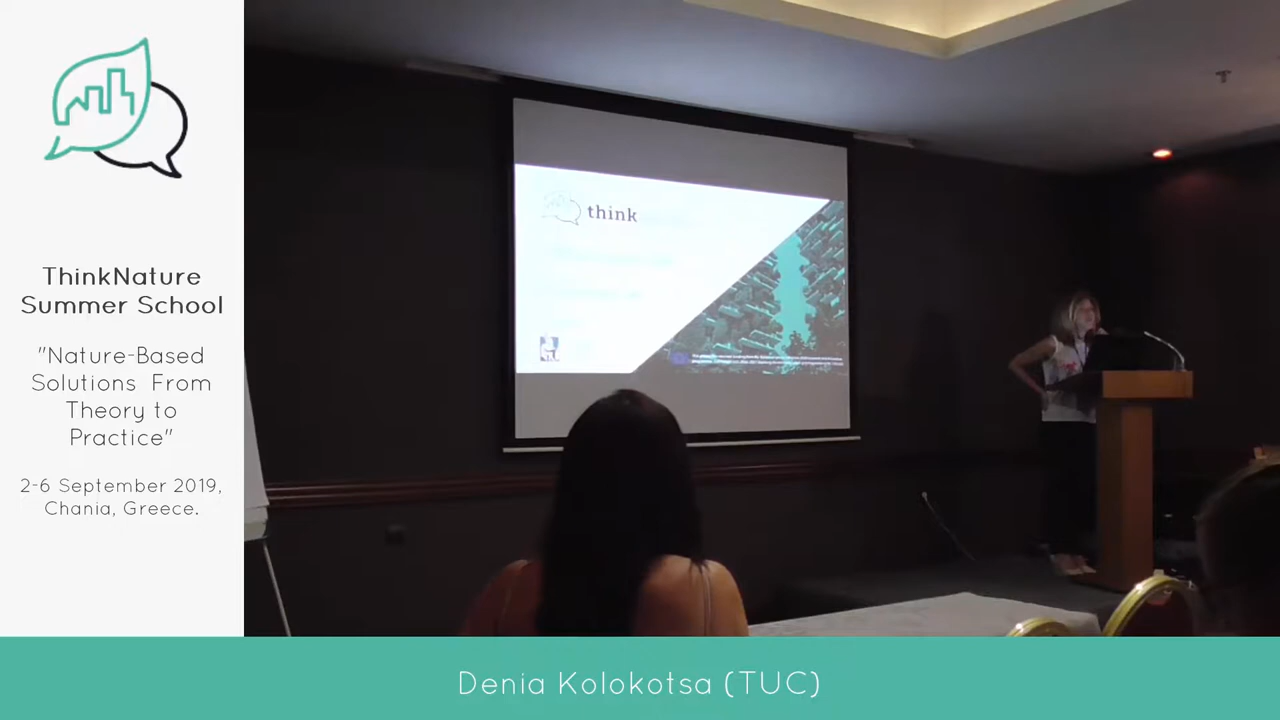 ThinkNature
Summer School
"Nature-Based
Solutions From
Theory to
Practice"
2-6 September 2019,
Chania, Greece.
think
Denia Kolokotsa (TUC)